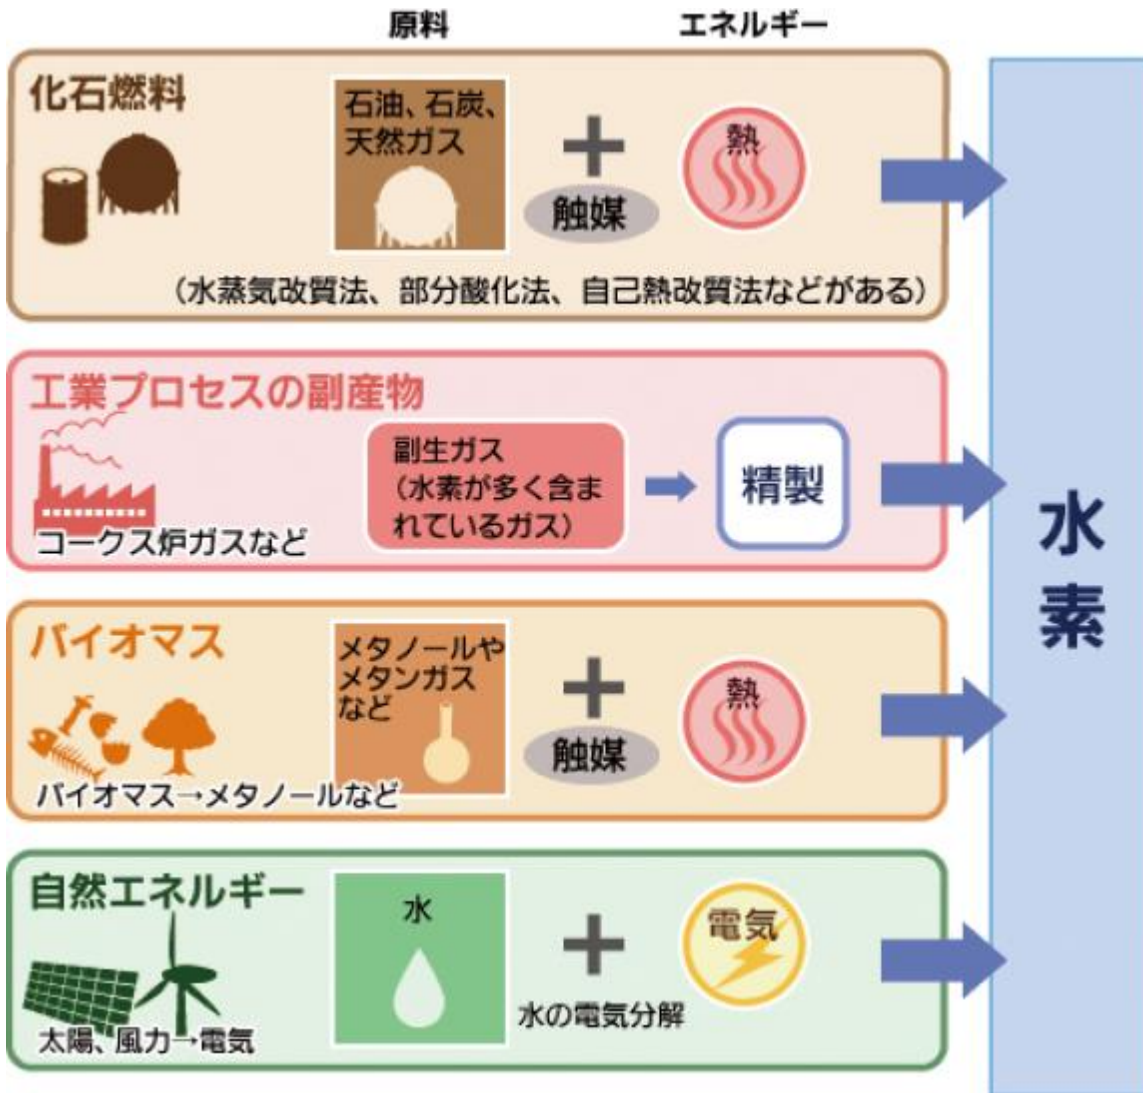 原料
エネルギー
化石燃料
石油、石炭、
天然ガス
触媒
熱
（水蒸気改質法、部分酸化法、自己熱改質法などがある）
工業プロセスの副産物
コークス炉ガスなど
副生ガス
（水素が多く含ま
れているガス）
精製
バイオマス
メタノールや
メタンガス
など
触媒
熱
バイオマス→メタノールなど
自然エネルギー
太陽、風力→電気
水
水の電気分解
電気
水
素